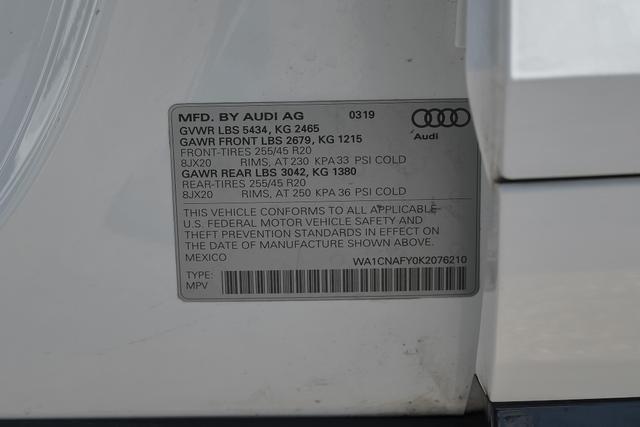 MFD. BY AUDI AG 0319
GVWR LBS 5434, KG 2465
GAWR FRONT LBS 2679, KG 1215
Audi
FRONT-TIRES 255/45 R20
8JX20 RIMS, AT 230 KPA 33 PSI COLD
GAWR REAR LBS 3042, KG 1380
REAR-TIRES 255/45 R20
8JX20 RIMS, AT 250 KPA 36 PSI COLD
THIS VEHICLE CONFORMS TO ALL APPLICABLE
U.S. FEDERAL MOTOR VEHICLE SAFETY AND
THEFT PREVENTION STANDARDS IN EFFECT ON
THE DATE OF MANUFACTURE SHOWN ABOVE.
MEXICO WA1CNAFY0K2076210
TYPE:
MPV